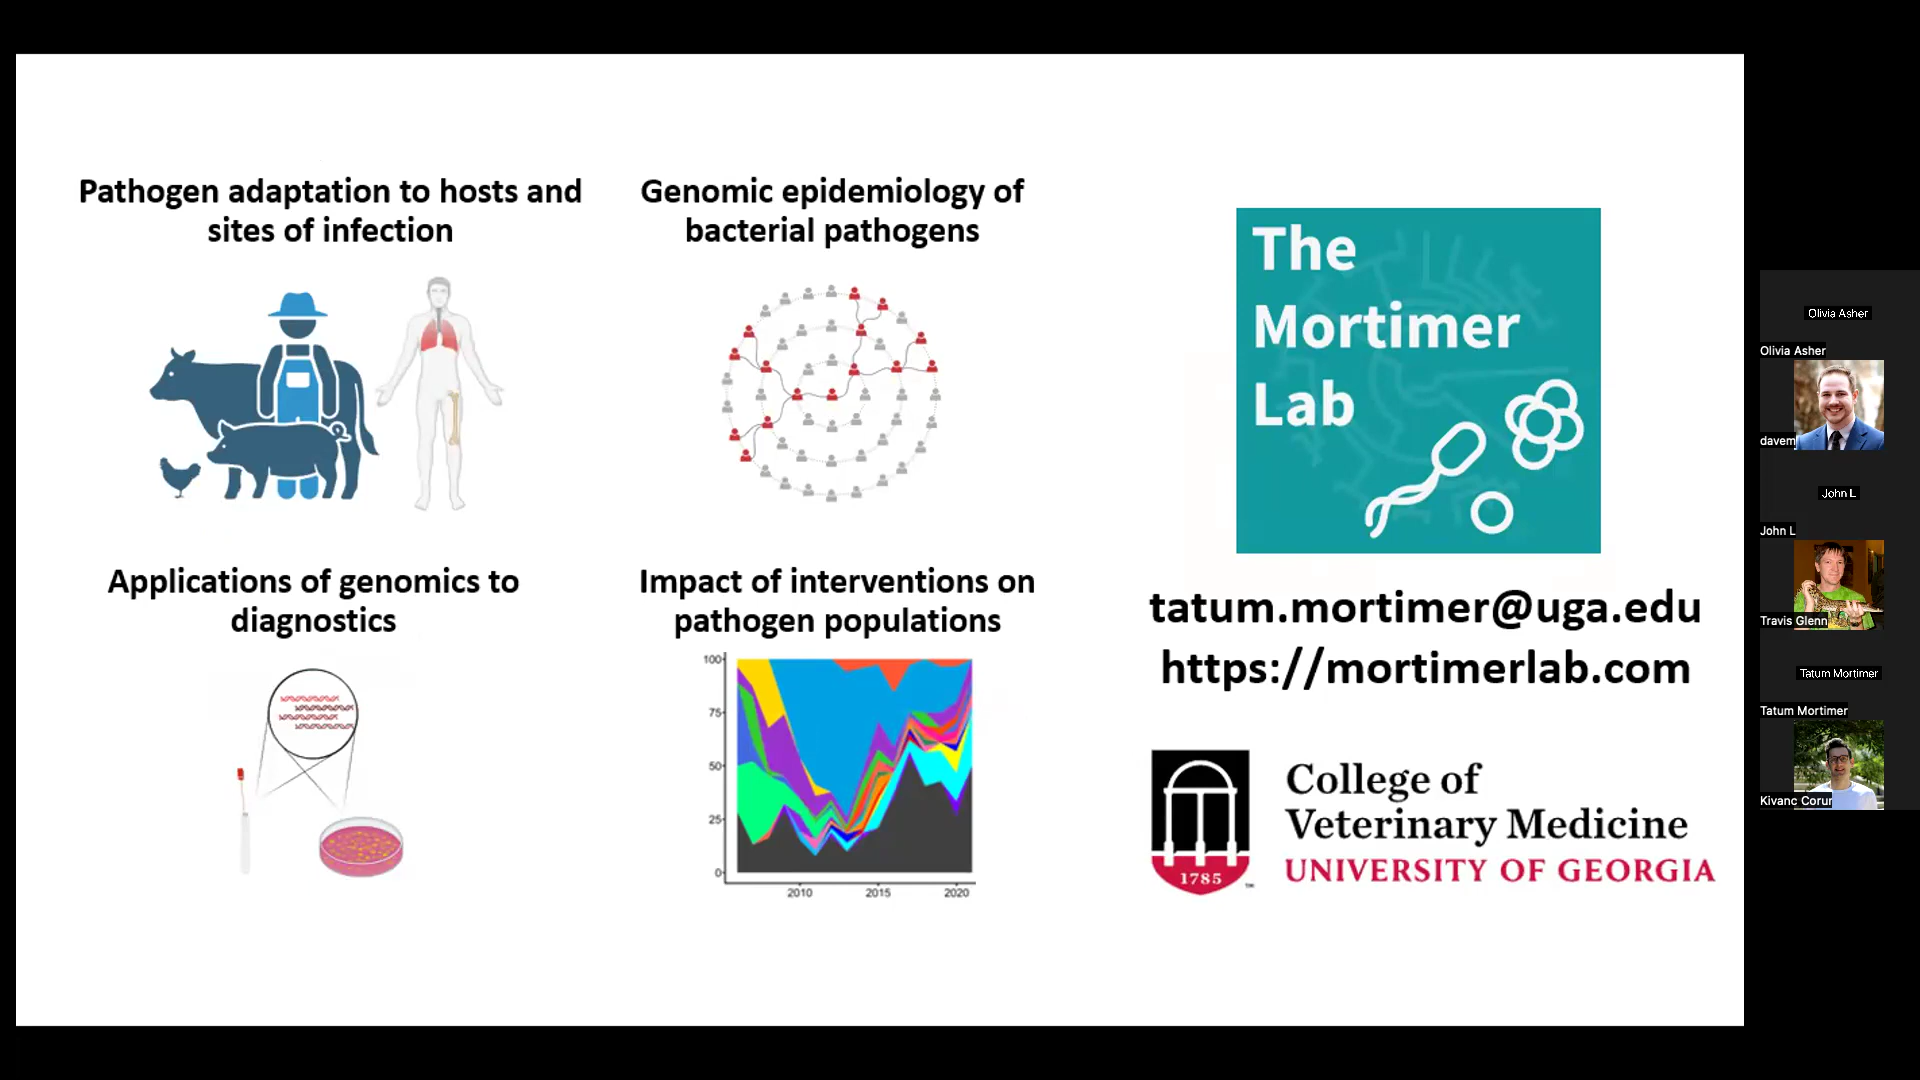 Pathogen adaptation to hosts and
sites of infection
Genomic epidemiology of
bacterial pathogens
Applications of genomics to
diagnostics
Impact of interventions on
pathogen populations
100
75
50
25
0
2010
2015
2020
The
Mortimer
Lab
tatum.mortimer@uga.edu
https://mortimerlab.com
1785
College of
Veterinary Medicine
UNIVERSITY OF GEORGIA
Olivia Asher
Olivia Asher
davem
John L
John L
Travis Glenn
Tatum Mortimer
Tatum Mortimer
Kivanc Corur